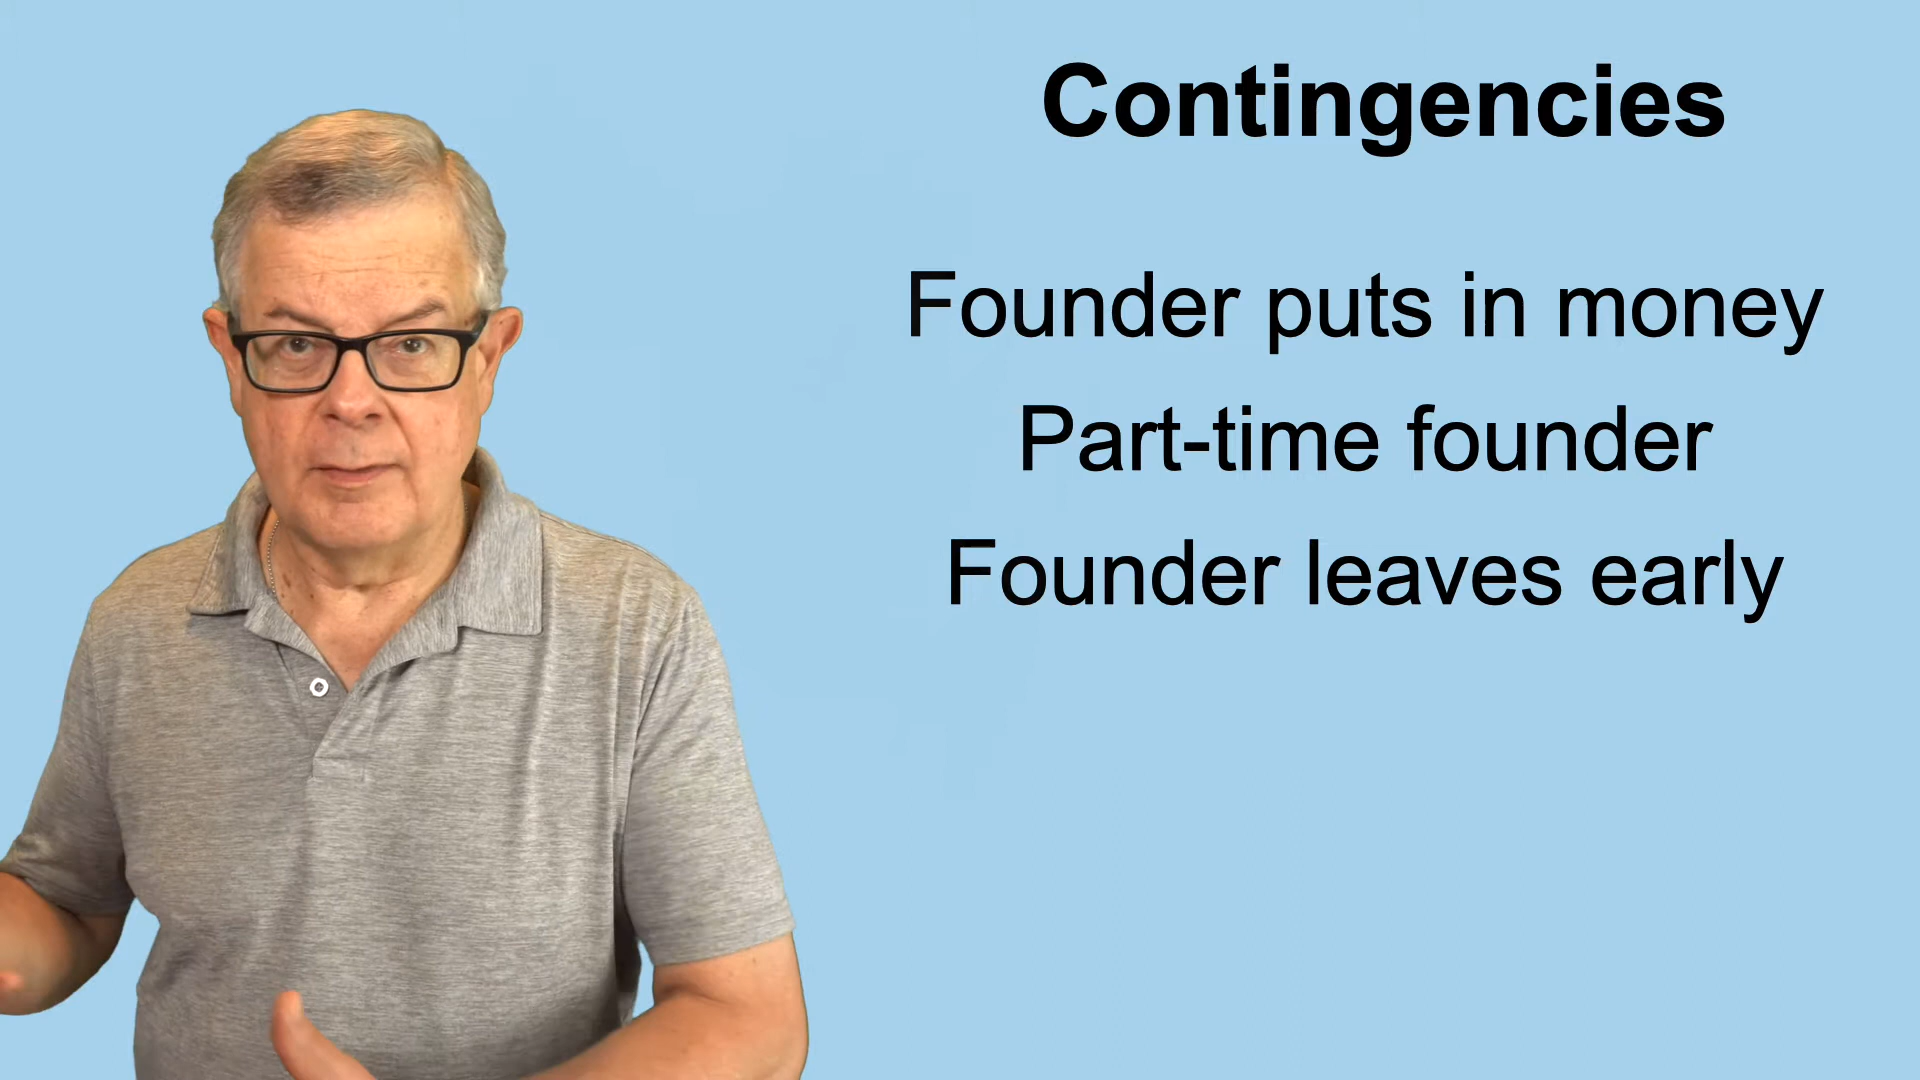 Contingencies
Founder puts in money
Part-time founder
Founder leaves early